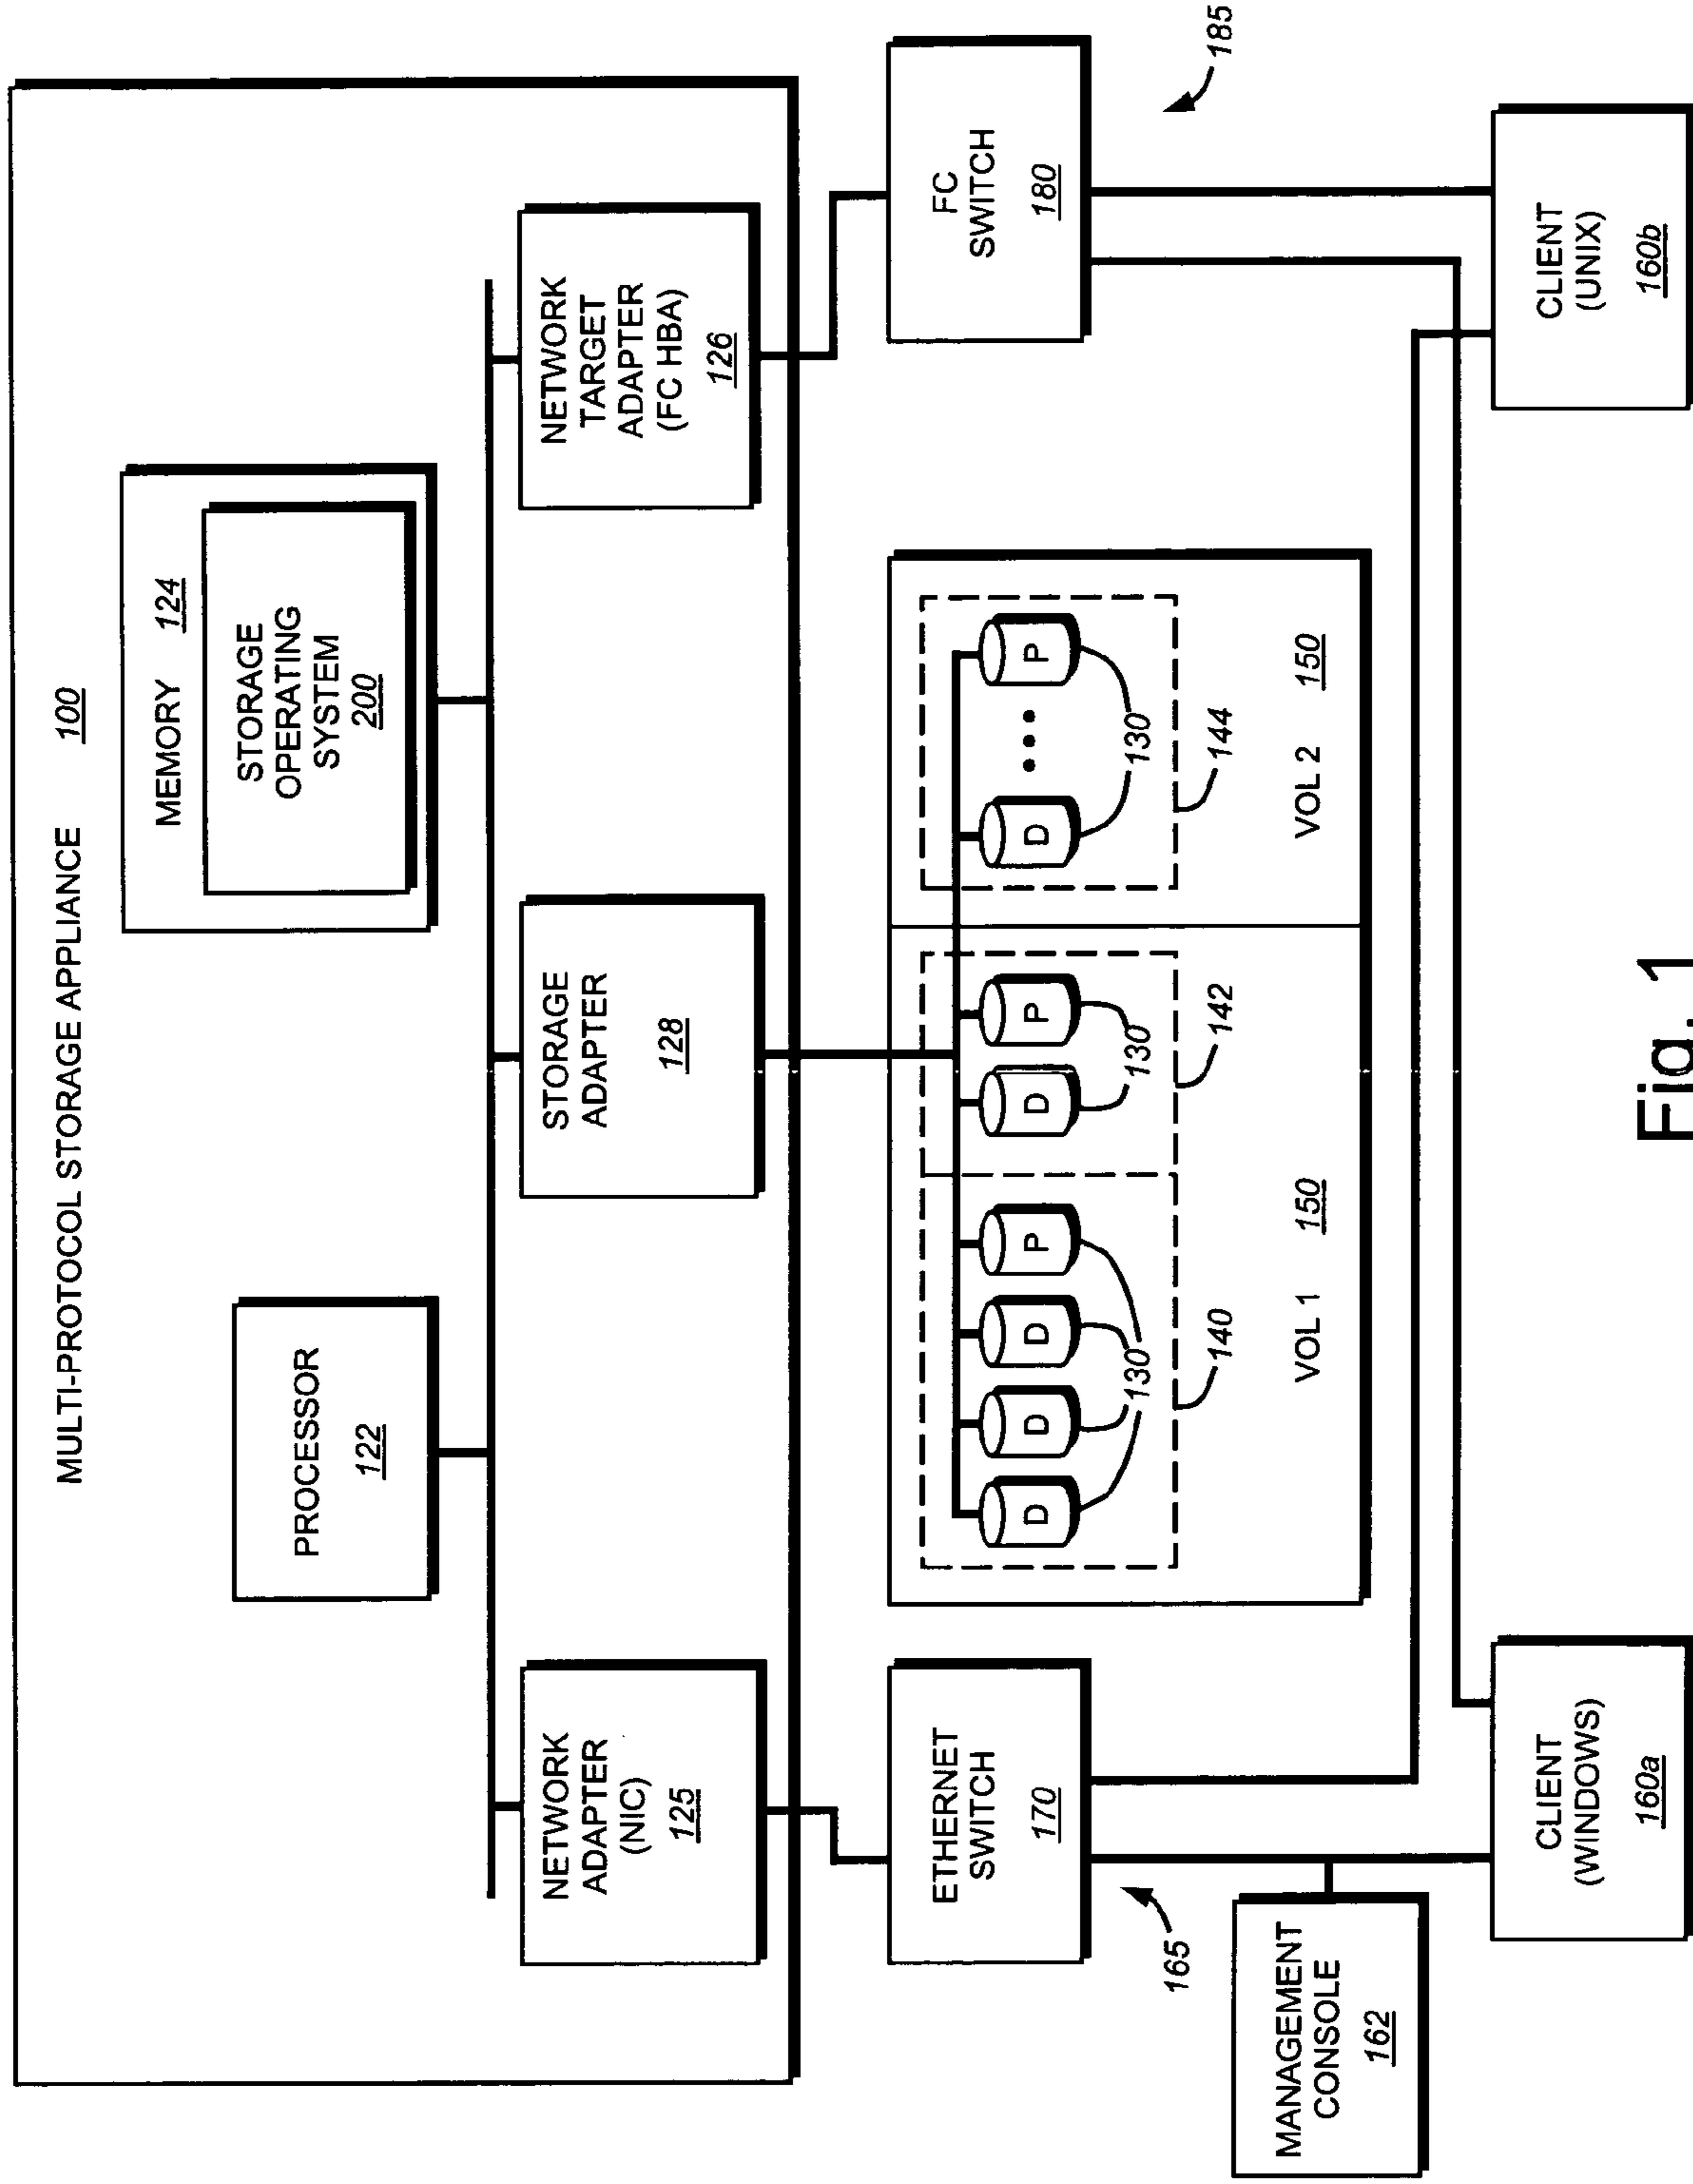 MULTI-PROTOCOL STORAGE APPLIANCE 100
PROCESSOR
122
MEMORY 124
STORAGE
OPERATING
SYSTEM
200
NETWORK
ADAPTER
(NIC)
125
STORAGE
ADAPTER
128
NETWORK
TARGET
ADAPTER
(FC HBA)
126
ETHERNET
SWITCH
170
D
D
D
P
D
P
D
P
130
130
130
140
142
144
VOL 1 150
VOL 2 150
FC
SWITCH
180
165
185
MANAGEMENT
CONSOLE
162
CLIENT
(WINDOWS)
160a
CLIENT
(UNIX)
160b
Fig. 1